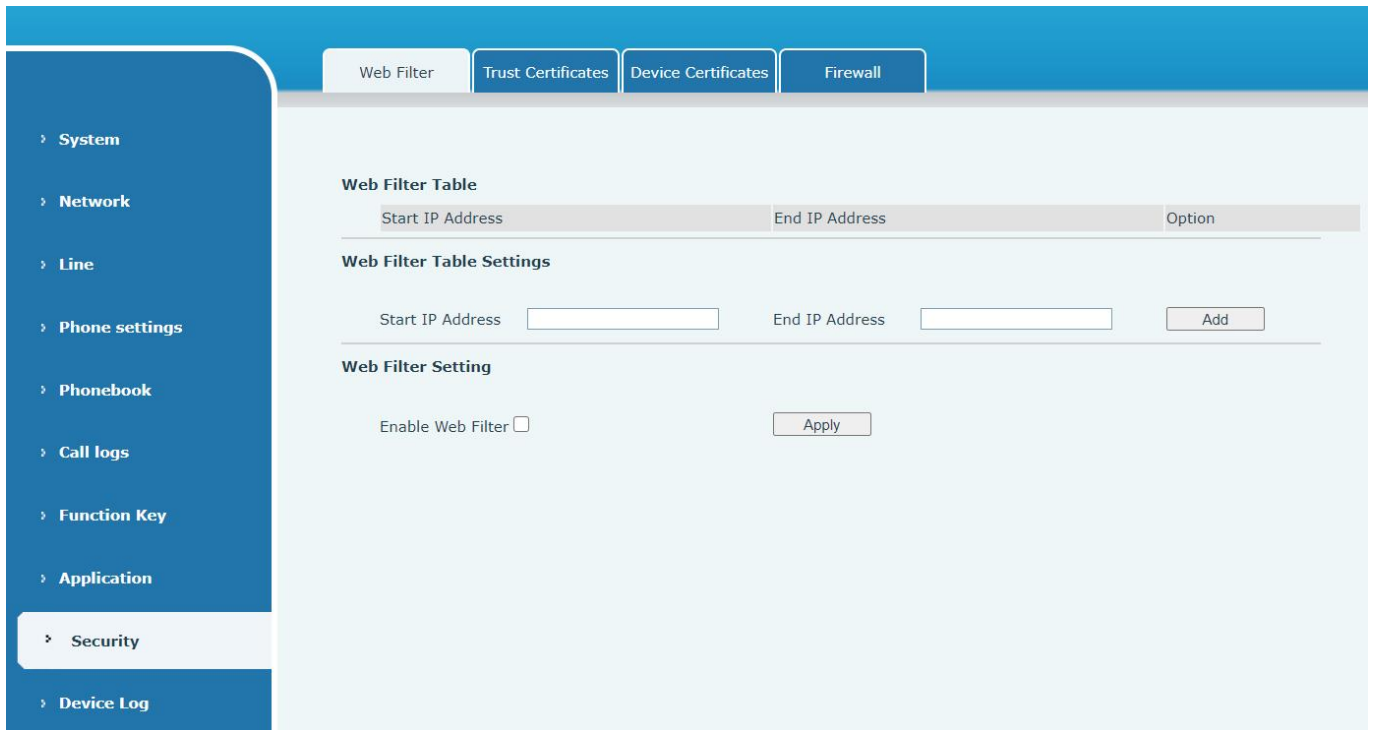 Web Filter Trust Certificates Device Certificates Firewall
System
Network
Line
Phone settings
Phonebook
Call logs
Function Key
Application
Security
Device Log
Web Filter Table
Start IP Address End IP Address Option
Web Filter Table Settings
Start IP Address End IP Address Add
Web Filter Setting
Enable Web Filter Apply